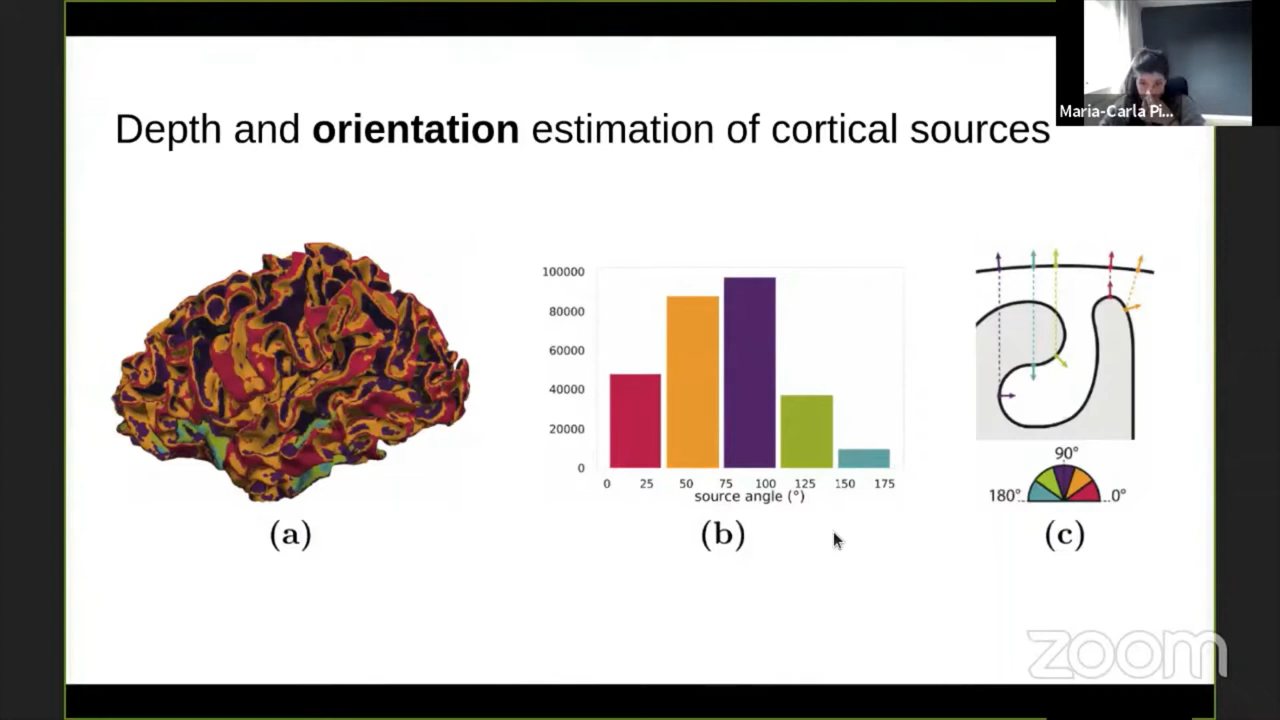 Maria-Carla Pi...
Depth and orientation estimation of cortical sources
100000
80000
60000
40000
20000
0
0 25 50 75 100 125 150 175
source angle (°)
90°
180° 0°
(a) (b) (c)
zoom